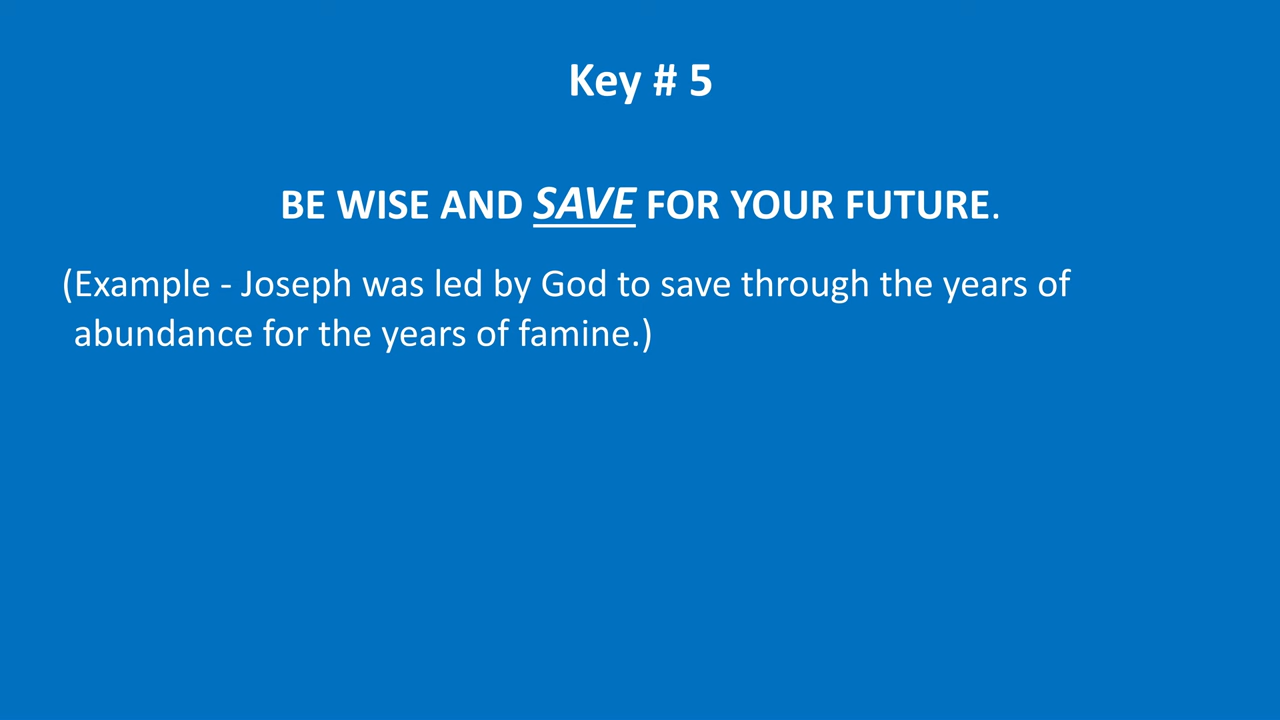 Key # 5
BE WISE AND SAVE FOR YOUR FUTURE.
(Example - Joseph was led by God to save through the years of
abundance for the years of famine.)